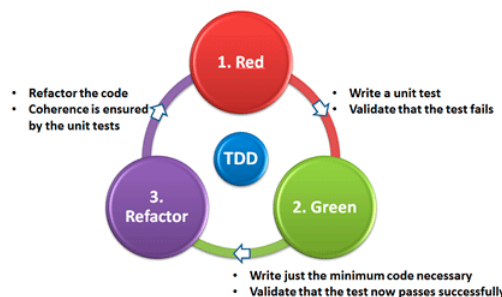 1. Red
• Refactor the code
• Coherence is ensured
by the unit tests
• Write a unit test
• Validate that the test fails
TDD
3.
Refactor
2. Green
• Write just the minimum code necessary
• Validate that the test now passes successfully